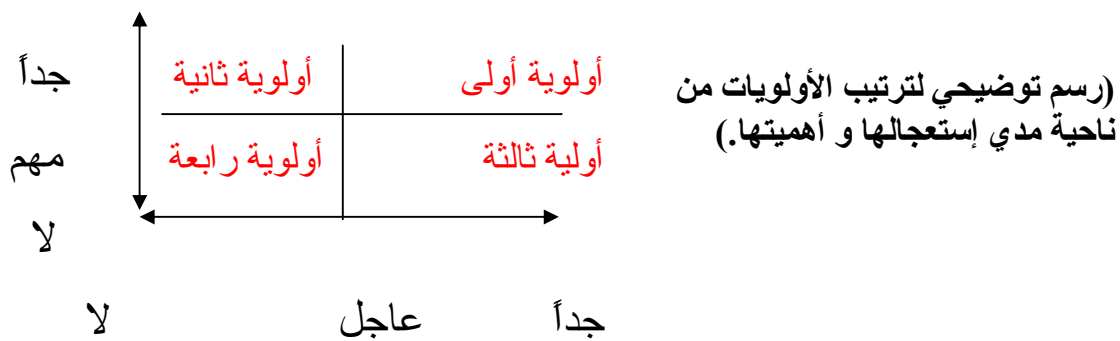 (رسم توضيحي لترتيب الأولويات من
ناحية مدي إستعجالها و أهميتها.)
جداً
أولوية أولى
أولوية ثانية
مهم
أولية ثالثة
أولوية رابعة
لا
جداً
عاجل
لا